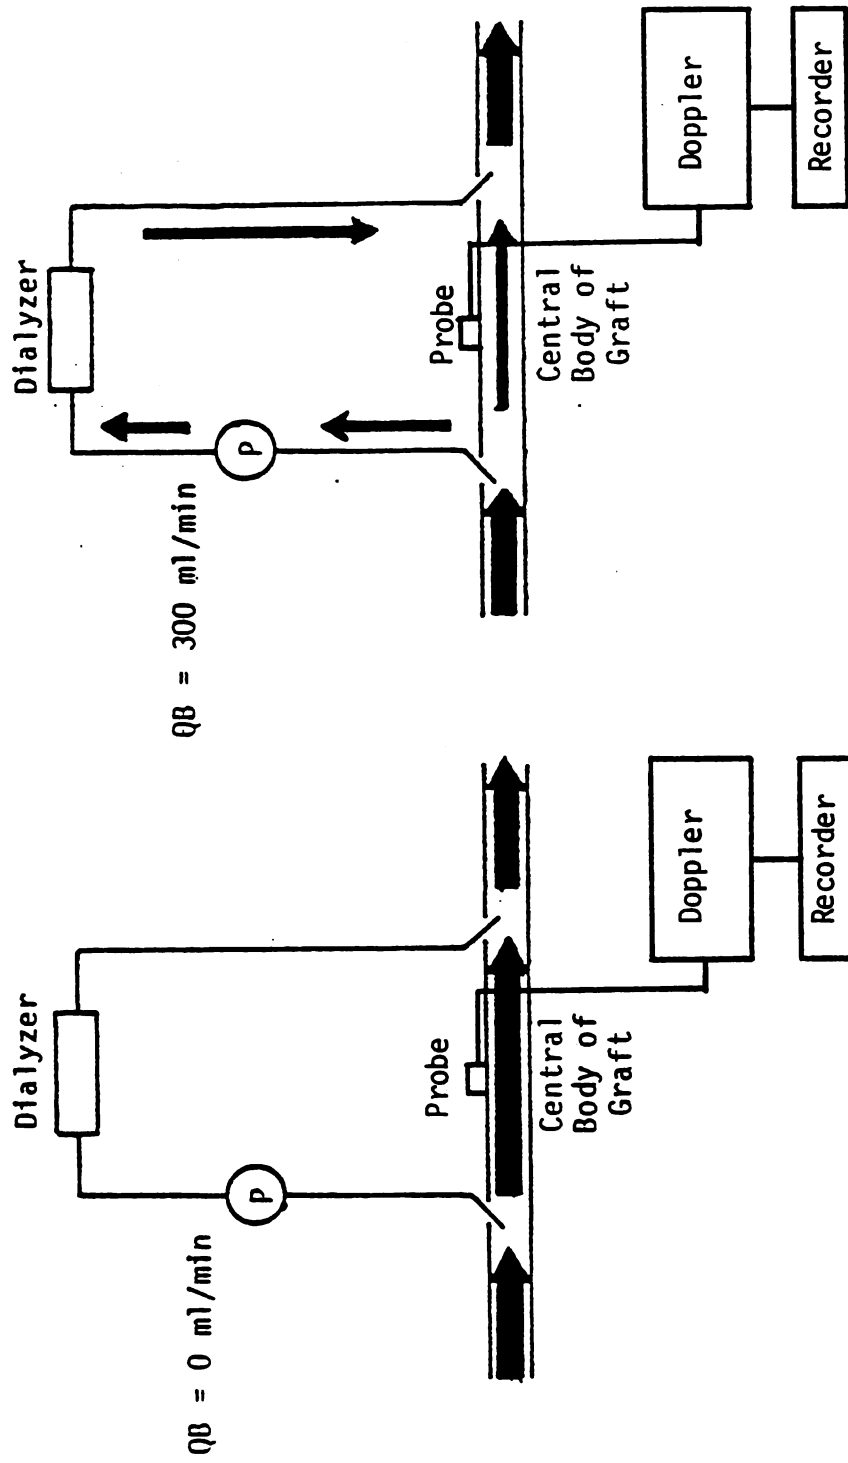 QB = 0 ml/min
Dialyzer
P
Probe
Central
Body of
Graft
Doppler
Recorder
QB = 300 ml/min
Dialyzer
P
Probe
Central
Body of
Graft
Doppler
Recorder